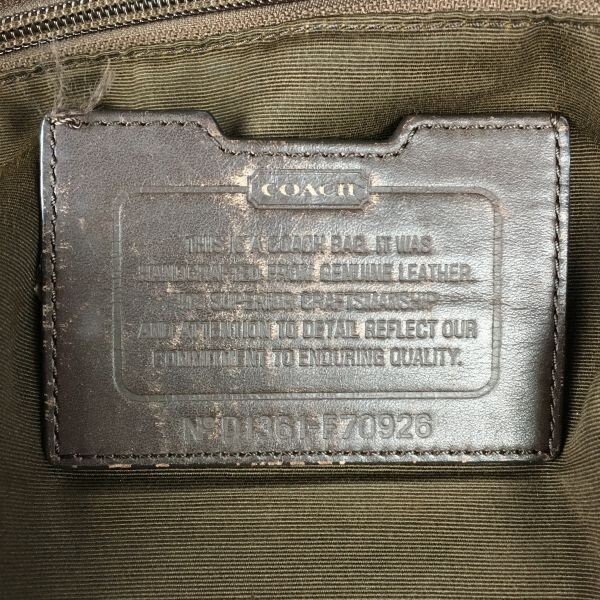 COACH
THIS IS A COACH BAG. IT WAS
HANDCRAFTED FROM GENUINE LEATHER.
THE SUPERIOR CRAFTSMANSHIP
AND ATTENTION TO DETAIL REFLECT OUR
COMMITMENT TO ENDURING QUALITY.
Nº D1361-F70926